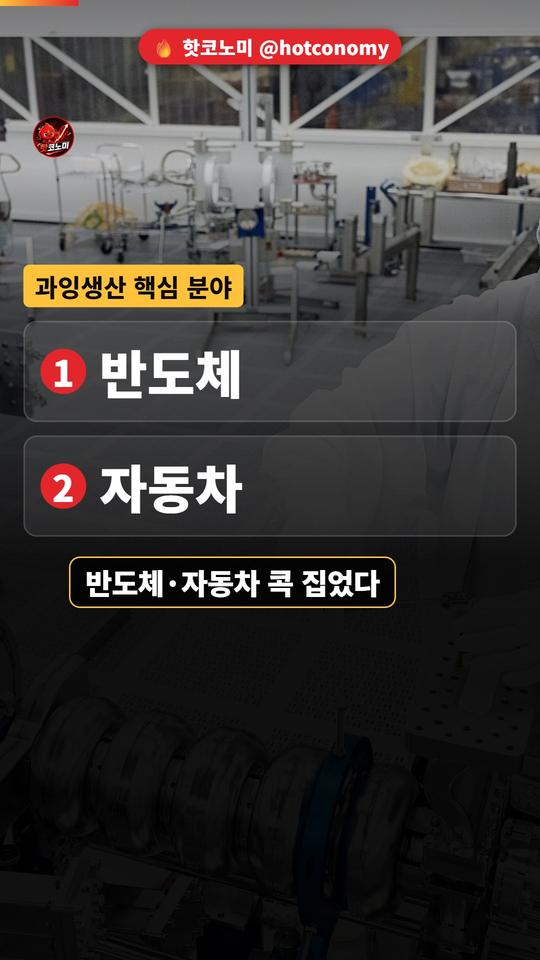 🔥 핫코노미 @hotconomy
핫코노미
과잉생산 핵심 분야
1 반도체
2 자동차
반도체·자동차 콕 집었다